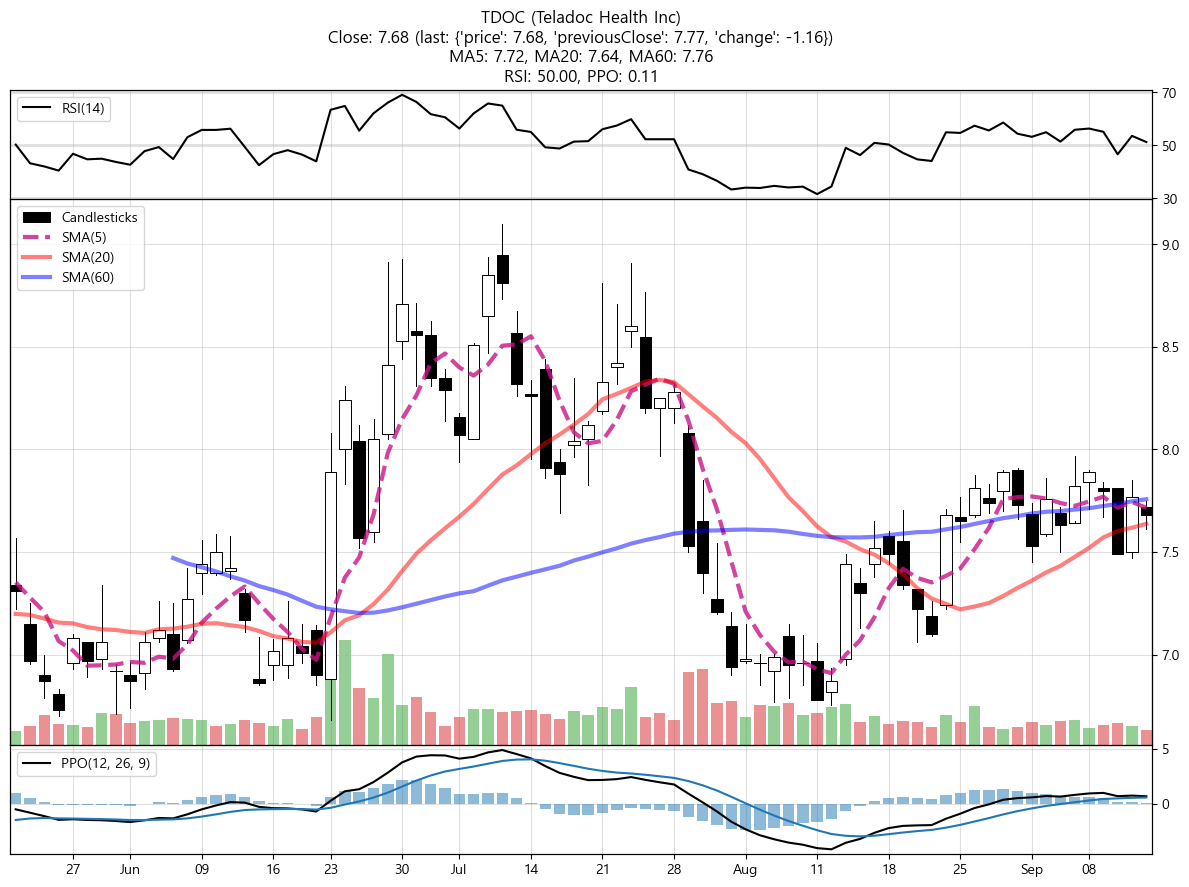 TDOC (Teladoc Health Inc)
Close: 7.68 (last: {'price': 7.68, 'previousClose': 7.77, 'change': -1.16})
MA5: 7.72, MA20: 7.64, MA60: 7.76
RSI: 50.00, PPO: 0.11
RSI(14)
70
50
30
Candlesticks
SMA(5)
SMA(20)
SMA(60)
9.0
8.5
8.0
7.5
7.0
PPO(12, 26, 9)
5
0
27 Jun 09 16 23 30 Jul 14 21 28 Aug 11 18 25 Sep 08